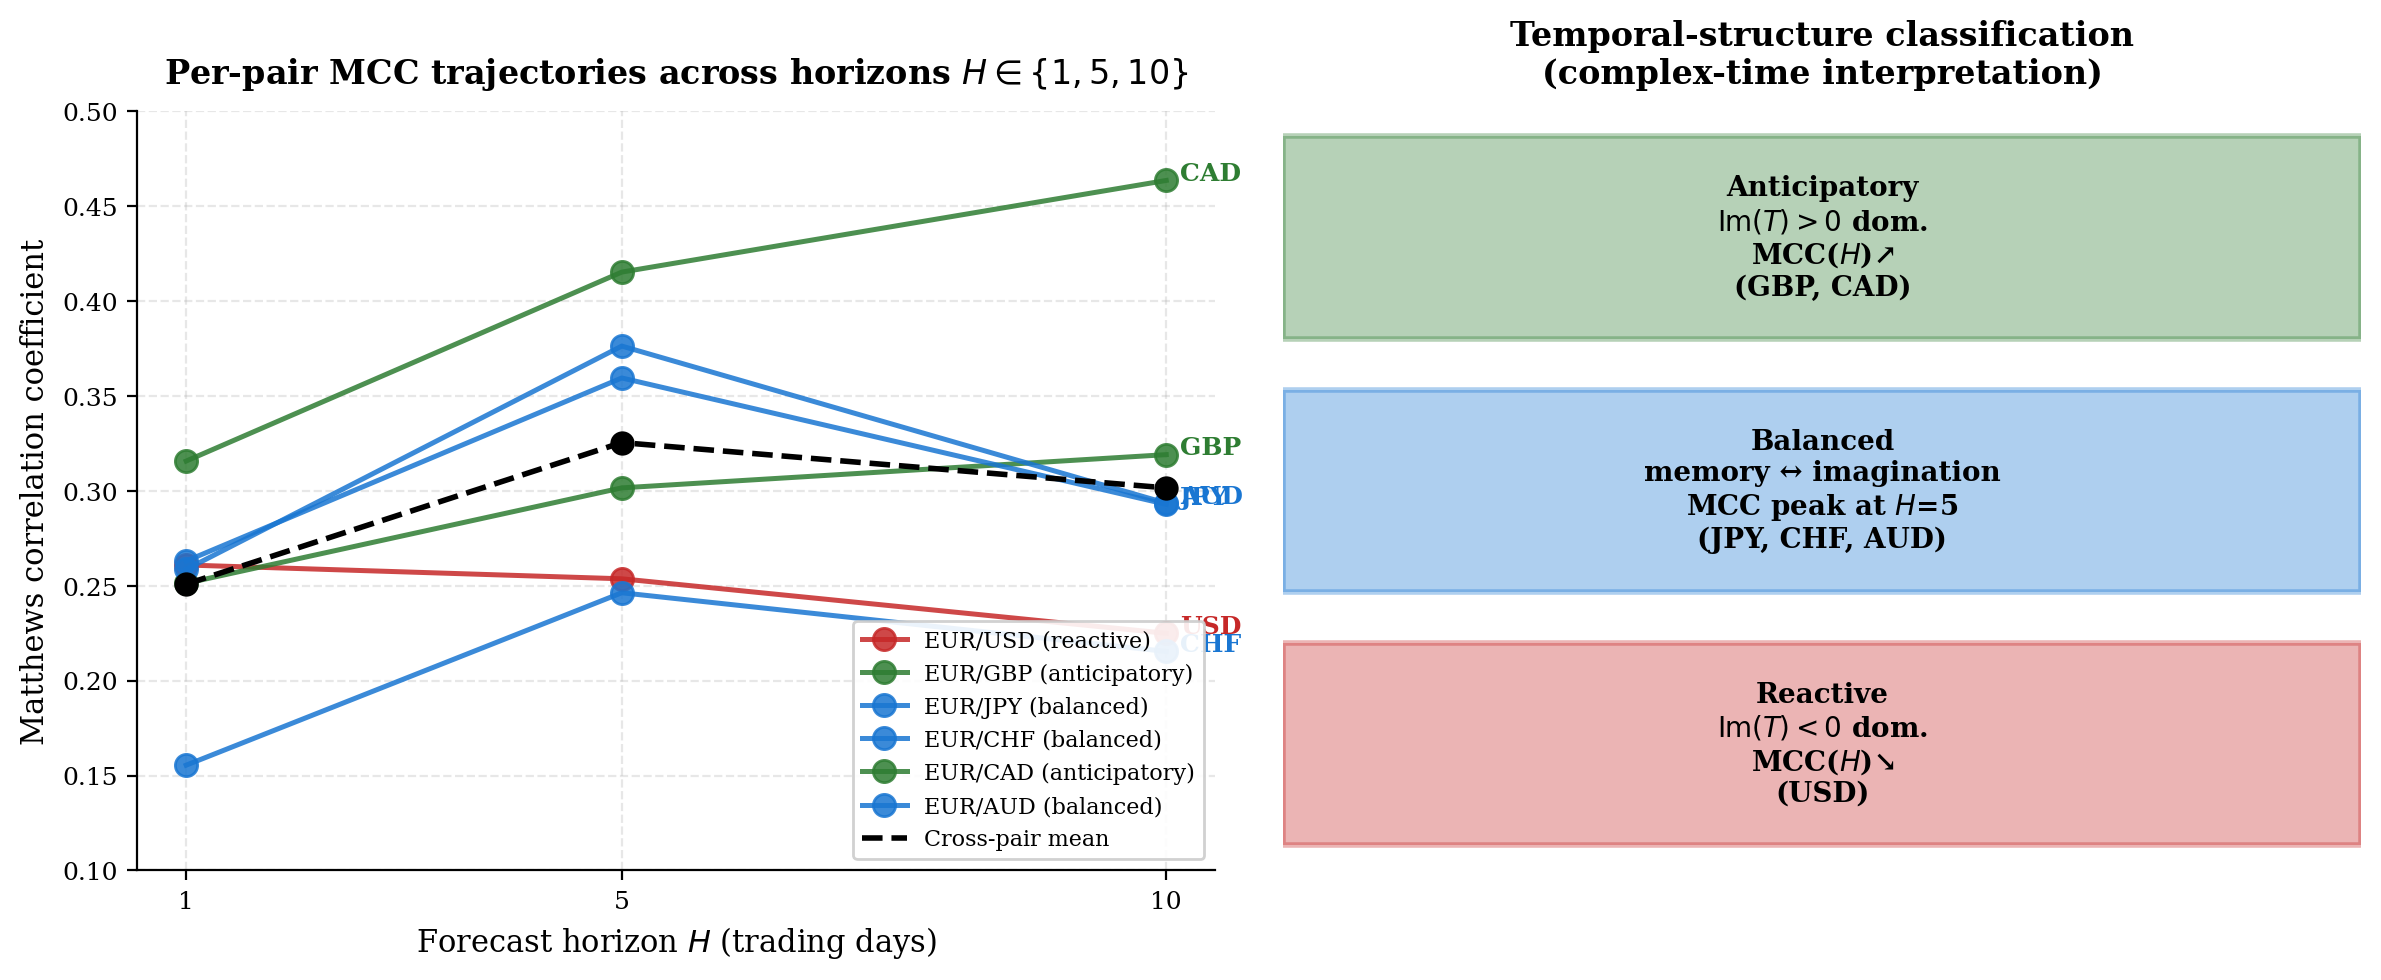 Per-pair MCC trajectories across horizons H ∈ {1, 5, 10}
Matthews correlation coefficient
0.50
0.45
0.40
0.35
0.30
0.25
0.20
0.15
0.10
1
5
10
Forecast horizon H (trading days)
CAD
GBP
JPY
AUD
USD
CHF
EUR/USD (reactive)
EUR/GBP (anticipatory)
EUR/JPY (balanced)
EUR/CHF (balanced)
EUR/CAD (anticipatory)
EUR/AUD (balanced)
Cross-pair mean
Temporal-structure classification
(complex-time interpretation)
Anticipatory
Im(T) > 0 dom.
MCC(H)↗
(GBP, CAD)
Balanced
memory ↔ imagination
MCC peak at H=5
(JPY, CHF, AUD)
Reactive
Im(T) < 0 dom.
MCC(H)↘
(USD)